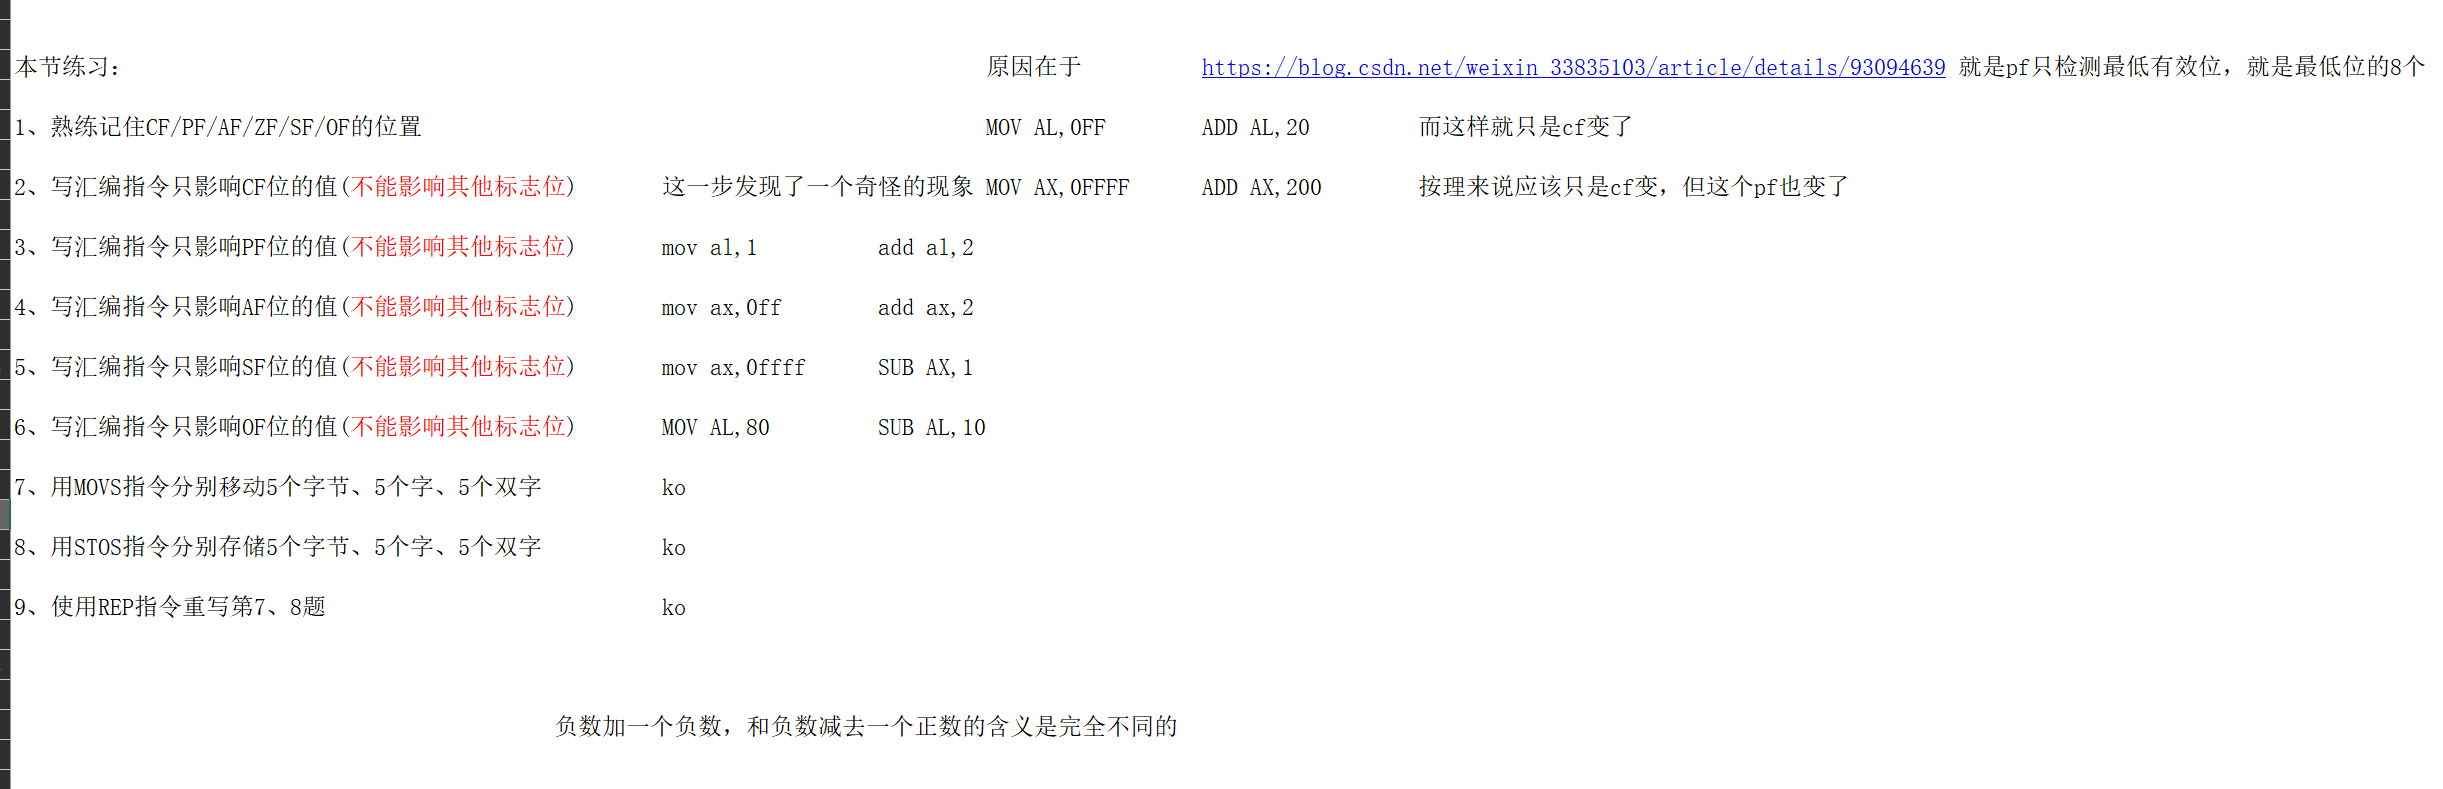 本节练习: 原因在于 https://blog.csdn.net/weixin_33835103/article/details/93094639 就是pf只检测最低有效位，就是最低位的8个
1、熟练记住CF/PF/AF/ZF/SF/OF的位置 MOV AL,0FF ADD AL,20 而这样就只是cf变了
2、写汇编指令只影响CF位的值(不能影响其他标志位) 这一步发现了一个奇怪的现象 MOV AX,0FFFF ADD AX,200 按理来说应该只是cf变，但这个pf也变了
3、写汇编指令只影响PF位的值(不能影响其他标志位) mov al,1 add al,2
4、写汇编指令只影响AF位的值(不能影响其他标志位) mov ax,0ff add ax,2
5、写汇编指令只影响SF位的值(不能影响其他标志位) mov ax,0ffff SUB AX,1
6、写汇编指令只影响OF位的值(不能影响其他标志位) MOV AL,80 SUB AL,10
7、用MOVS指令分别移动5个字节、5个字、5个双字 ko
8、用STOS指令分别存储5个字节、5个字、5个双字 ko
9、使用REP指令重写第7、8题 ko
负数加一个负数，和负数减去一个正数的含义是完全不同的